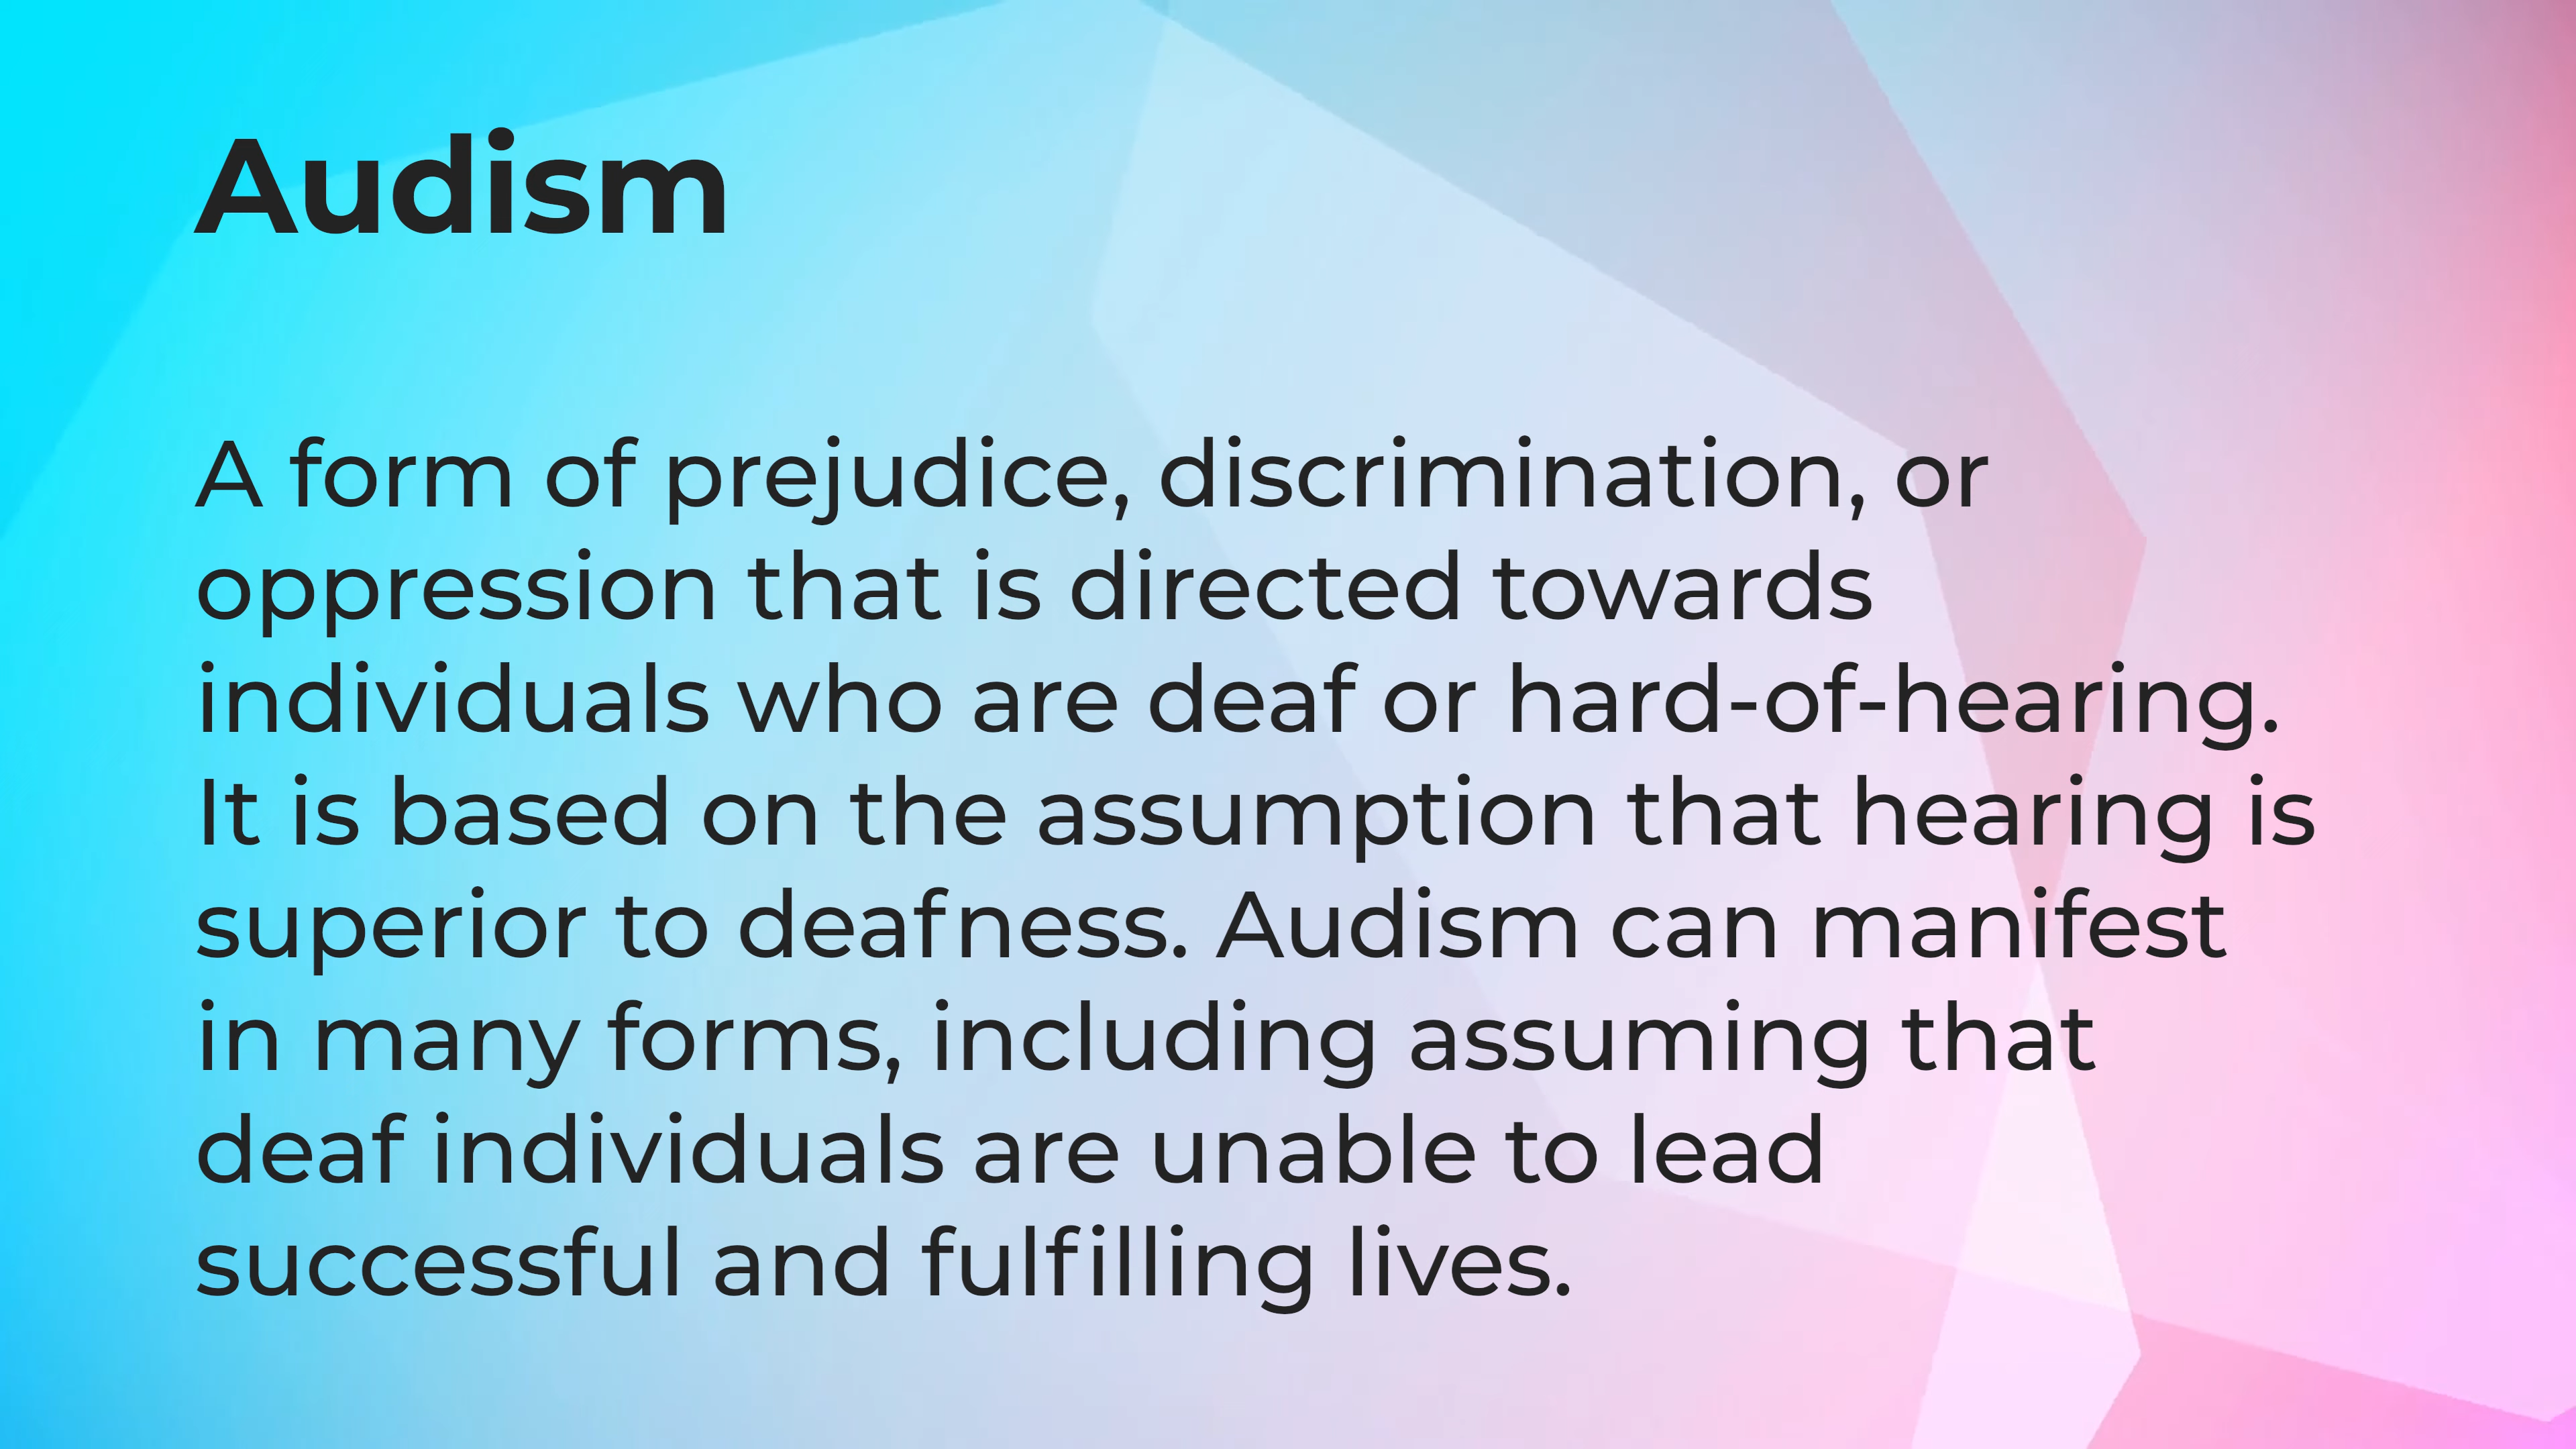 Audism
A form of prejudice, discrimination, or
oppression that is directed towards
individuals who are deaf or hard-of-hearing.
It is based on the assumption that hearing is
superior to deafness. Audism can manifest
in many forms, including assuming that
deaf individuals are unable to lead
successful and fulfilling lives.